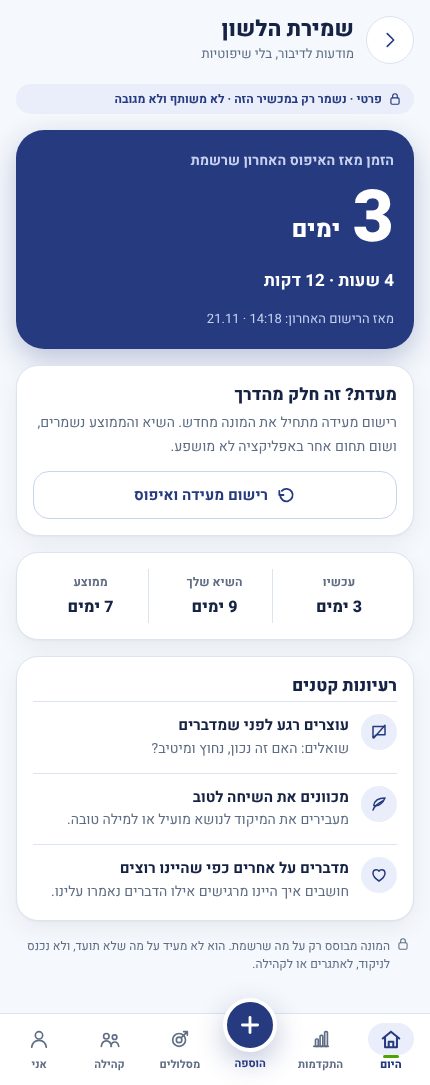 שמירת הלשון
מודעות לדיבור, בלי שיפוטיות
פרטי · נשמר רק במכשיר הזה · לא משותף ולא מגובה
הזמן מאז האיפוס האחרון שרשמת
3 ימים
4 שעות · 12 דקות
מאז הרישום האחרון: 14:18 · 21.11
מעדת? זה חלק מהדרך
רישום מעידה מתחיל את המונה מחדש. השיא והממוצע נשמרים,
ושום תחום אחר באפליקציה לא מושפע.
רישום מעידה ואיפוס
עכשיו השיא שלך ממוצע
3 ימים 9 ימים 7 ימים
רעיונות קטנים
עוצרים רגע לפני שמדברים
שואלים: האם זה נכון, נחוץ ומיטיב?
מכוונים את השיחה לטוב
מעבירים את המיקוד לנושא מועיל או למילה טובה.
מדברים על אחרים כפי שהיינו רוצים
חושבים איך היינו מרגישים אילו הדברים נאמרו עלינו.
המונה מבוסס רק על מה שרשמת. הוא לא מעיד על מה שלא תועד, ולא נכנס
לניקוד, לאתגרים או לקהילה.
היום התקדמות הוספה מסלולים קהילה אני